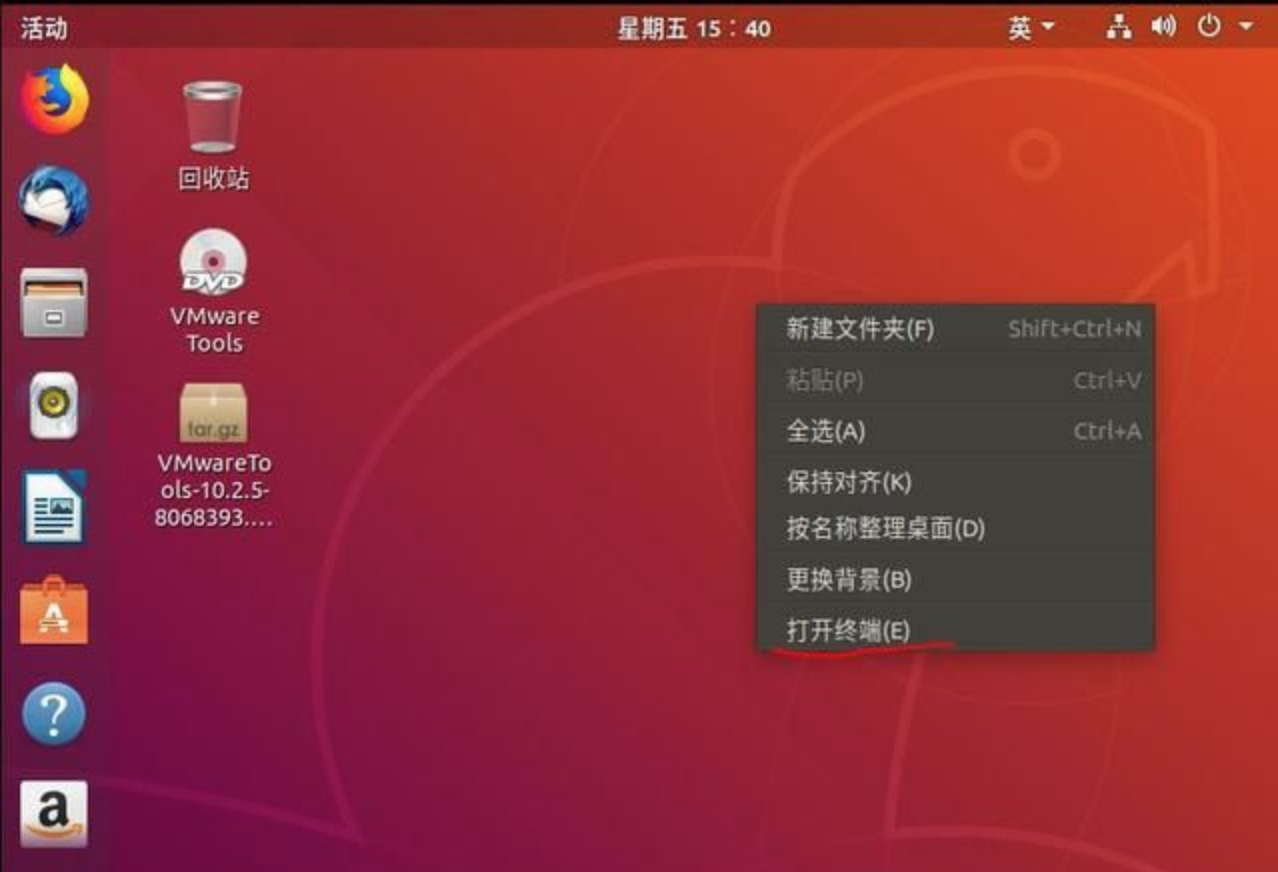 活动
星期五 15：40
英
回收站
DVD
VMware
Tools
tar.gz
VMwareTo
ols-10.2.5-
8068393....
新建文件夹(F) Shift+Ctrl+N
粘贴(P) Ctrl+V
全选(A) Ctrl+A
保持对齐(K)
按名称整理桌面(D)
更换背景(B)
打开终端(E)
A
?
a